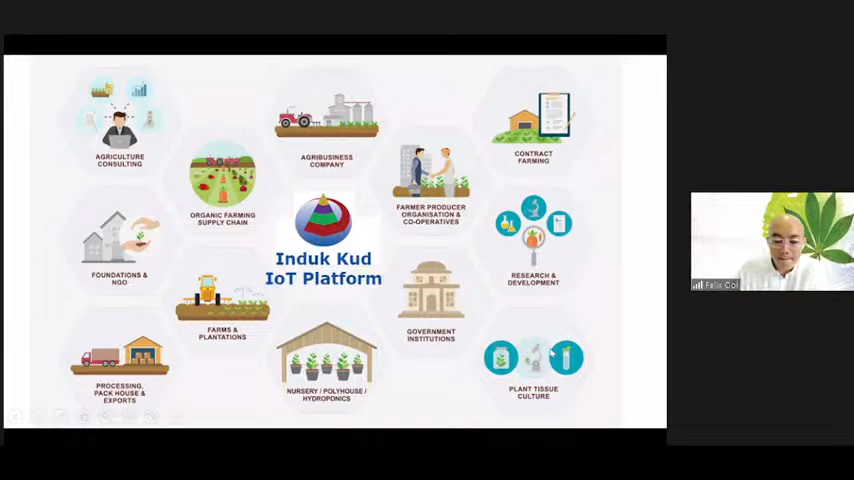 AGRICULTURE
CONSULTING
AGRIBUSINESS
COMPANY
CONTRACT
FARMING
ORGANIC FARMING
SUPPLY CHAIN
FARMER PRODUCER
ORGANISATION &
CO-OPERATIVES
Induk Kud
IoT Platform
FOUNDATIONS &
NGO
RESEARCH &
DEVELOPMENT
FARMS &
PLANTATIONS
GOVERNMENT
INSTITUTIONS
PROCESSING,
PACK HOUSE &
EXPORTS
NURSERY / POLYHOUSE /
HYDROPONICS
PLANT TISSUE
CULTURE
Felix Ooi